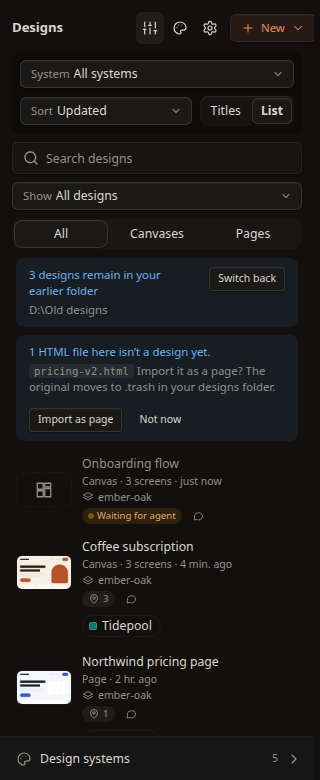 Designs
New
System All systems
Sort Updated
Titles
List
Search designs
Show All designs
All
Canvases
Pages
3 designs remain in your
earlier folder
Switch back
D:\Old designs
1 HTML file here isn’t a design yet.
pricing-v2.html Import it as a page? The
original moves to .trash in your designs folder.
Import as page
Not now
Onboarding flow
Canvas · 3 screens · just now
ember-oak
Waiting for agent
Coffee subscription
Canvas · 3 screens · 4 min. ago
ember-oak
3
Tidepool
Northwind pricing page
Page · 2 hr. ago
ember-oak
1
Design systems
5